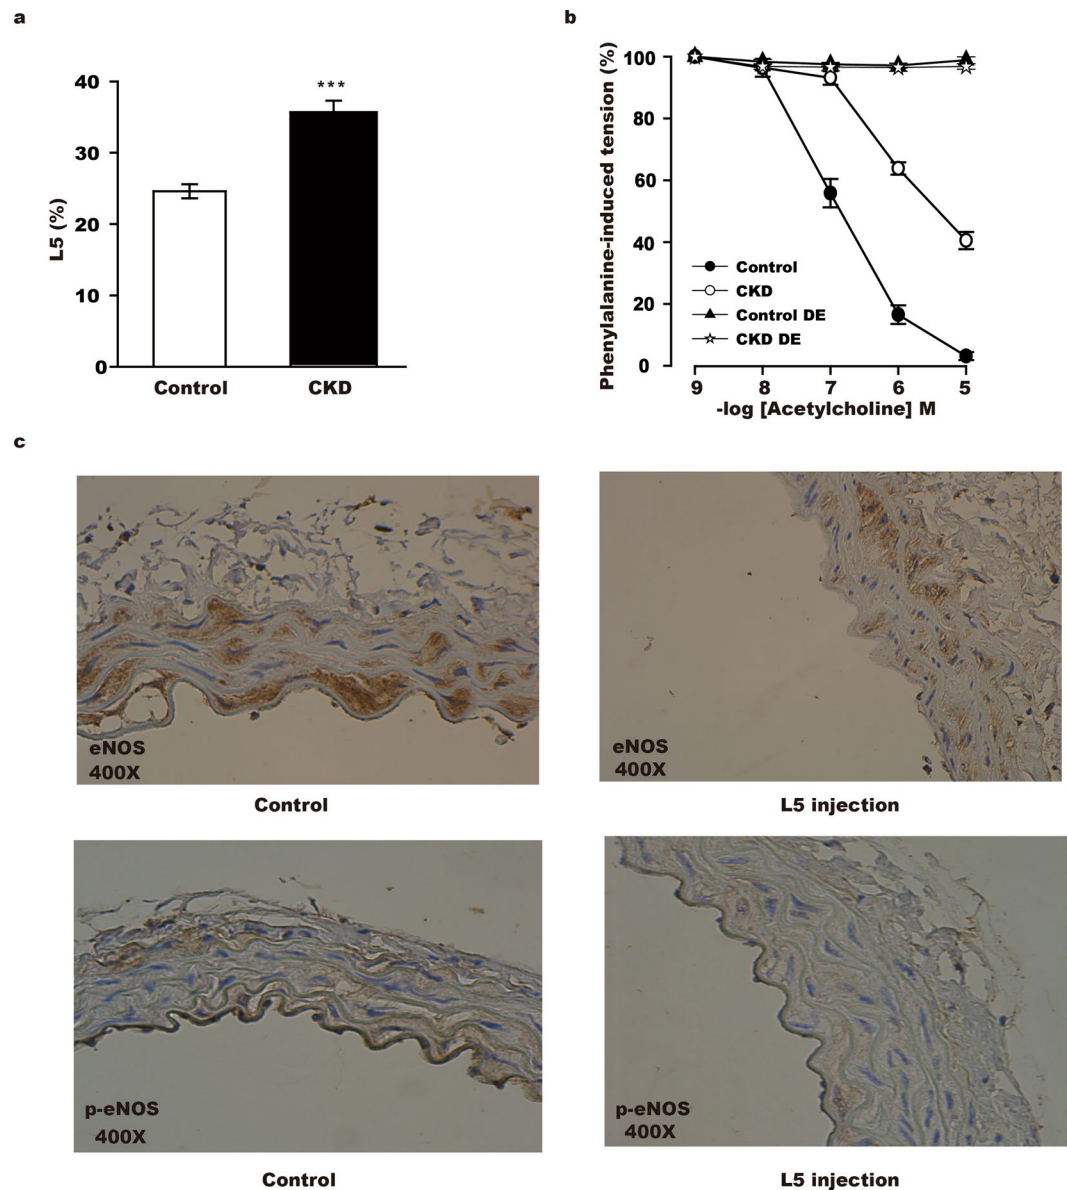 a
40
30
20
10
0
L5 (%)
***
Control
CKD
b
Phenylalanine-induced tension (%)
100
80
60
40
20
0
Control
CKD
Control DE
CKD DE
9 8 7 6 5
-log [Acetylcholine] M
c
eNOS
400X
Control
eNOS
400X
L5 injection
p-eNOS
400X
Control
p-eNOS
400X
L5 injection